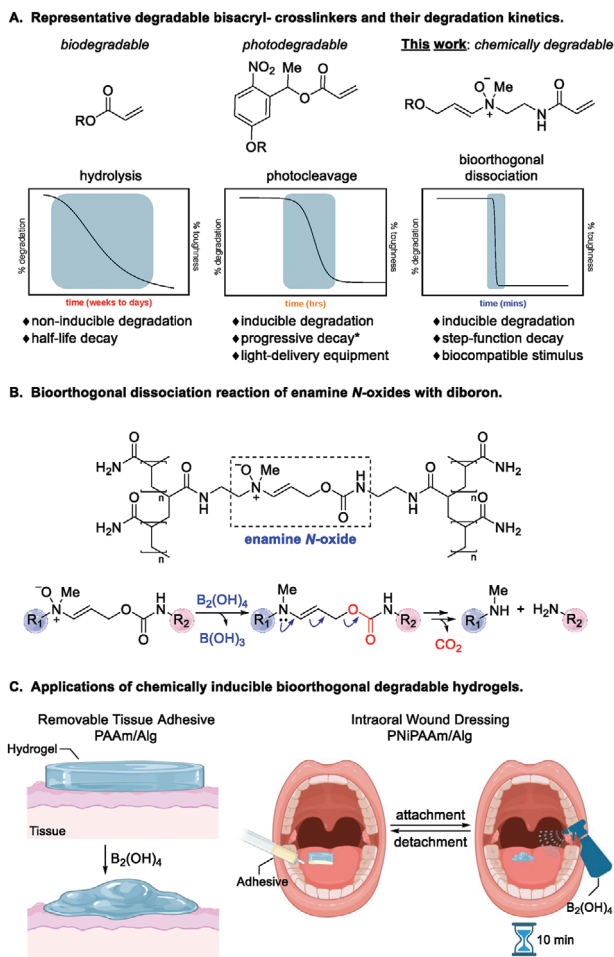 A. Representative degradable bisacryl- crosslinkers and their degradation kinetics.
biodegradable
photodegradable
This work: chemically degradable
O
RO
NO2 Me
O
O
OR
O− Me
RO
N
+
N
H
O
hydrolysis
photocleavage
bioorthogonal
dissociation
% degradation
% toughness
time (weeks to days)
% degradation
% toughness
time (hrs)
% degradation
% toughness
time (mins)
♦non-inducible degradation
♦half-life decay
♦inducible degradation
♦progressive decay*
♦light-delivery equipment
♦inducible degradation
♦step-function decay
♦biocompatible stimulus
B. Bioorthogonal dissociation reaction of enamine N-oxides with diboron.
O
H2N
n
O
N
H
−O Me
N
+
O
O
H
N
N
H
O
n
O
NH2
O
H2N
n
O
NH2
n
enamine N-oxide
−O Me
R1
N
+
O
O
H
N
R2
B2(OH)4
B(OH)3
Me
R1
N
O
O
H
N
R2
CO2
Me
NH
R1
+
H2N
R2
C. Applications of chemically inducible bioorthogonal degradable hydrogels.
Removable Tissue Adhesive
PAAm/Alg
Hydrogel
Tissue
B2(OH)4
Intraoral Wound Dressing
PNiPAAm/Alg
attachment
detachment
Adhesive
B2(OH)4
10 min